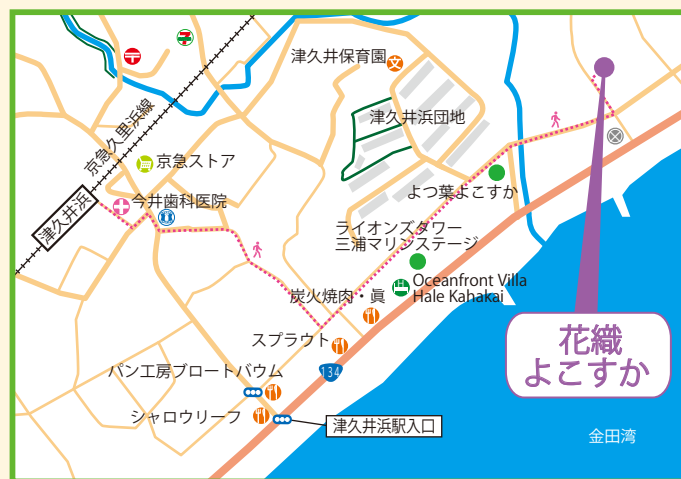 津久井保育園
文
京急久里浜線
津久井浜団地
京急ストア
今井歯科医院
津久井浜
よつ葉よこすか
ライオンズタワー
三浦マリンステージ
Oceanfront Villa
Hale Kahakai
炭火焼肉・眞
スプラウト
134
花織
よこすか
パン工房ブロートバウム
シャロウリーフ
津久井浜駅入口
金田湾